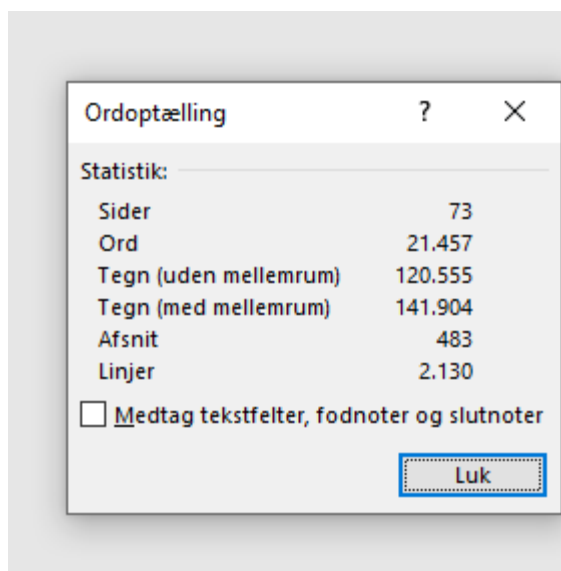 Ordoptælling ?
Statistik:
Sider 73
Ord 21.457
Tegn (uden mellemrum) 120.555
Tegn (med mellemrum) 141.904
Afsnit 483
Linjer 2.130
Medtag tekstfelter, fodnoter og slutnoter
Luk